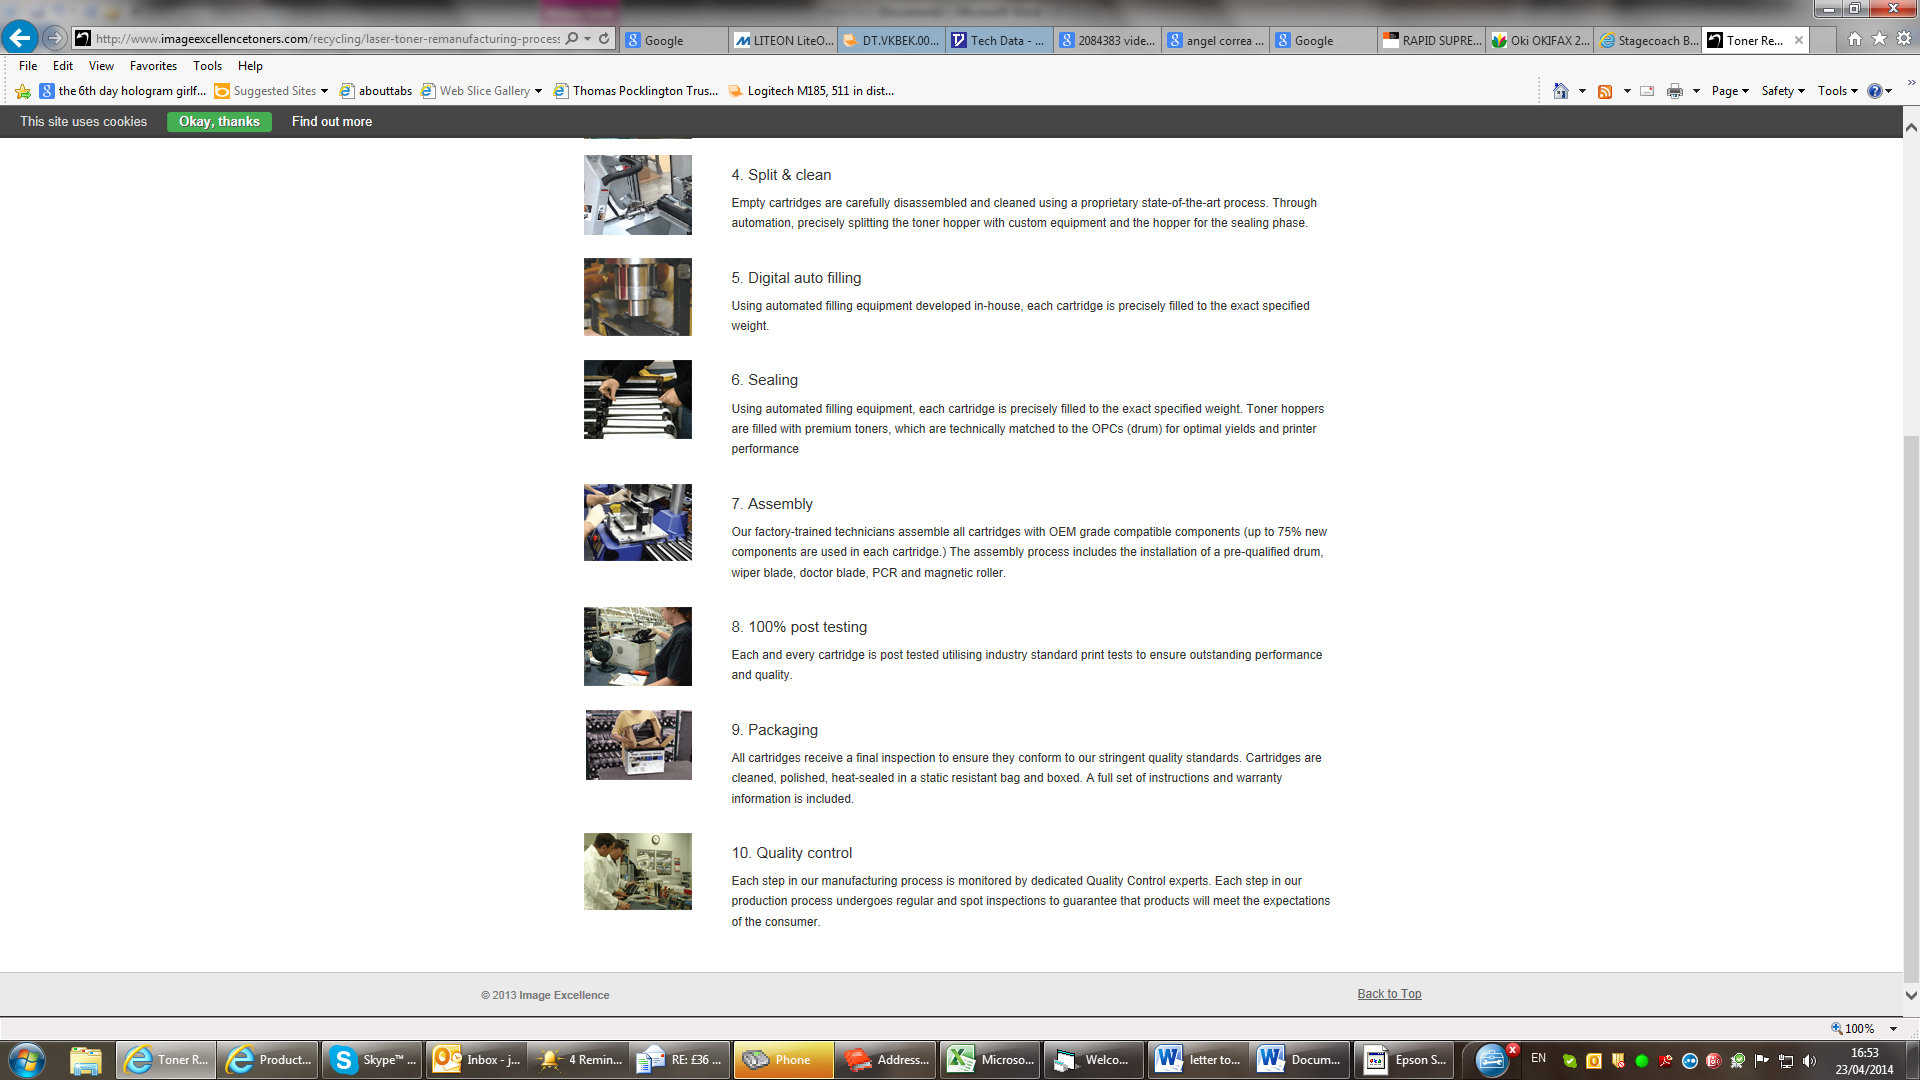 http://www.imageexcellencetoners.com/recycling/laser-toner-remanufacturing-process
Google
LITEON LiteO...
DT.VKBEK.00...
Tech Data - ...
2084383 vide...
angel correa ...
Google
RAPID SUPRE...
Oki OKIFAX 2...
Stagecoach B...
Toner Re...
File Edit View Favorites Tools Help
the 6th day hologram girlf...
Suggested Sites
abouttabs
Web Slice Gallery
Thomas Pocklington Trus...
Logitech M185, 511 in dist...
Page Safety Tools
This site uses cookies Okay, thanks Find out more
4. Split & clean
Empty cartridges are carefully disassembled and cleaned using a proprietary state-of-the-art process. Through
automation, precisely splitting the toner hopper with custom equipment and the hopper for the sealing phase.
5. Digital auto filling
Using automated filling equipment developed in-house, each cartridge is precisely filled to the exact specified
weight.
6. Sealing
Using automated filling equipment, each cartridge is precisely filled to the exact specified weight. Toner hoppers
are filled with premium toners, which are technically matched to the OPCs (drum) for optimal yields and printer
performance
7. Assembly
Our factory-trained technicians assemble all cartridges with OEM grade compatible components (up to 75% new
components are used in each cartridge.) The assembly process includes the installation of a pre-qualified drum,
wiper blade, doctor blade, PCR and magnetic roller.
8. 100% post testing
Each and every cartridge is post tested utilising industry standard print tests to ensure outstanding performance
and quality.
9. Packaging
All cartridges receive a final inspection to ensure they conform to our stringent quality standards. Cartridges are
cleaned, polished, heat-sealed in a static resistant bag and boxed. A full set of instructions and warranty
information is included.
10. Quality control
Each step in our manufacturing process is monitored by dedicated Quality Control experts. Each step in our
production process undergoes regular and spot inspections to guarantee that products will meet the expectations
of the consumer.
© 2013 Image Excellence
Back to Top
100%
Toner R...
Product...
Skype™ ...
Inbox - j...
4 Remin...
RE: £36 ...
Phone
Address...
Microso...
Welco...
letter to...
Docum...
Epson S...
EN
16:53
23/04/2014